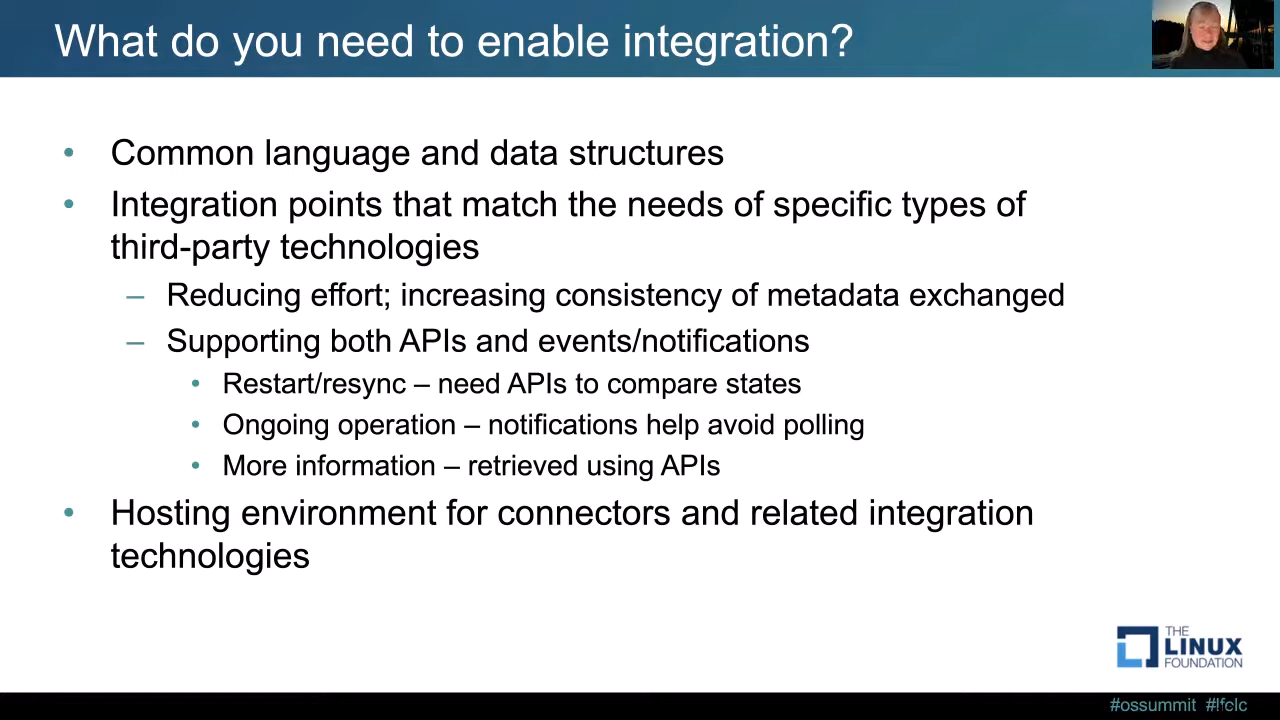 What do you need to enable integration?
• Common language and data structures
• Integration points that match the needs of specific types of
third-party technologies
– Reducing effort; increasing consistency of metadata exchanged
– Supporting both APIs and events/notifications
• Restart/resync – need APIs to compare states
• Ongoing operation – notifications help avoid polling
• More information – retrieved using APIs
• Hosting environment for connectors and related integration
technologies
THE
LINUX
FOUNDATION
#ossummit #lfelc